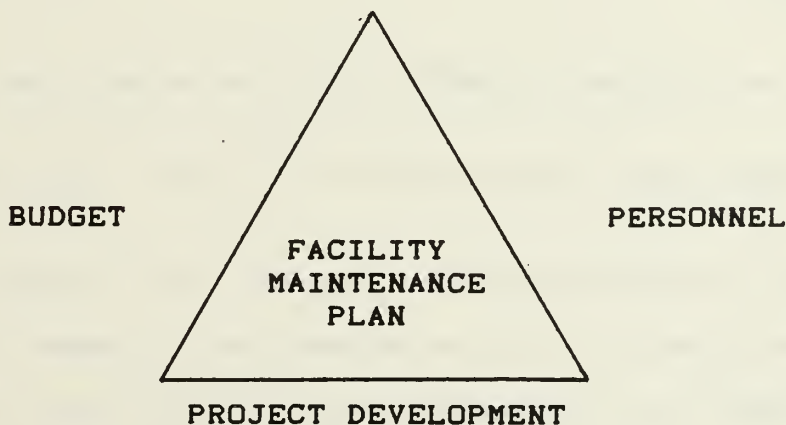 BUDGET
PERSONNEL
FACILITY
MAINTENANCE
PLAN
PROJECT DEVELOPMENT